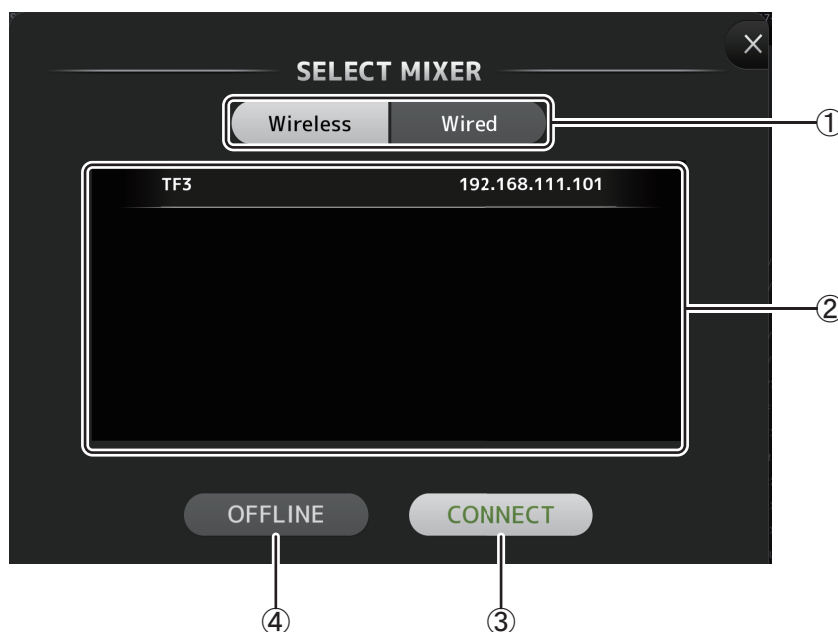 SELECT MIXER
Wireless Wired
①
TF3 192.168.111.101
②
OFFLINE CONNECT
④ ③